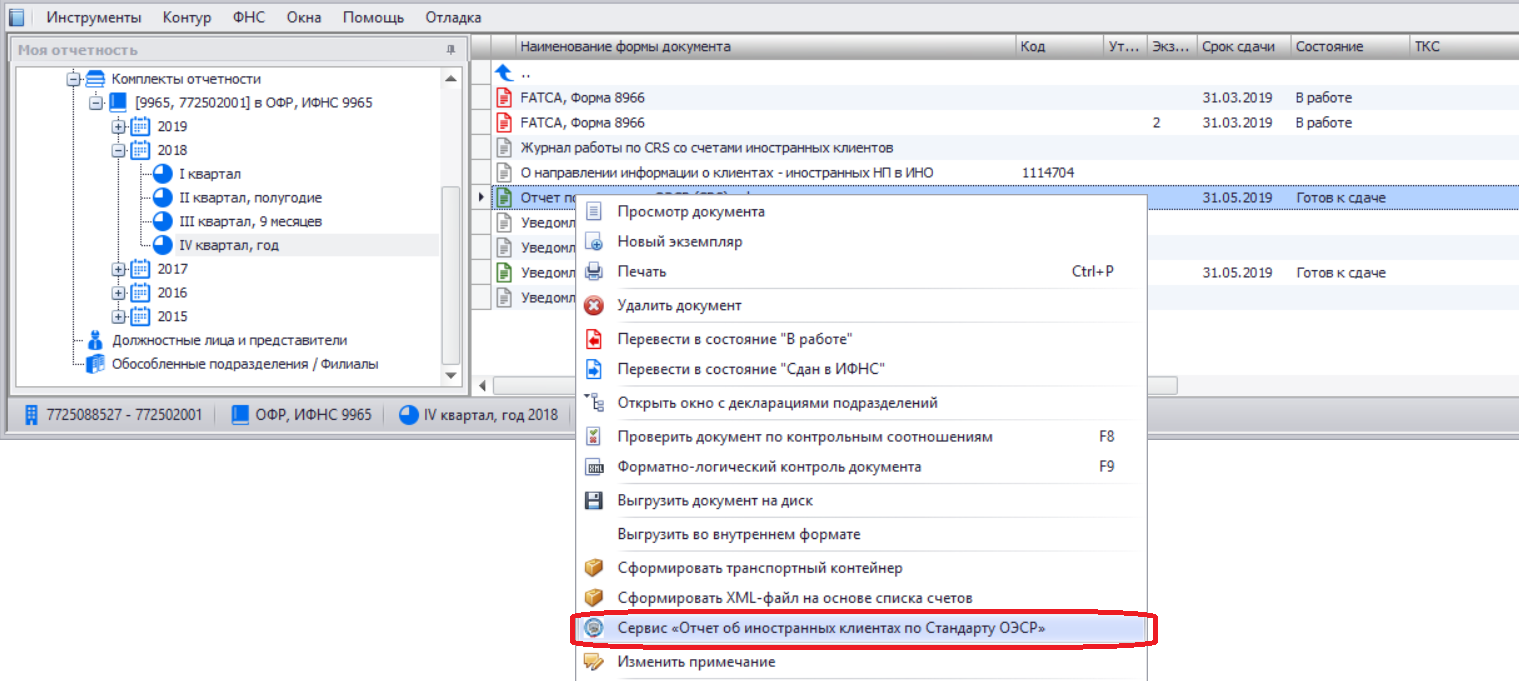 Инструменты Контур ФНС Окна Помощь Отладка
Моя отчетность
Комплекты отчетности
[9965, 772502001] в ОФР, ИФНС 9965
2019
2018
I квартал
II квартал, полугодие
III квартал, 9 месяцев
IV квартал, год
2017
2016
2015
Должностные лица и представители
Обособленные подразделения / Филиалы
Наименование формы документа Код Ут... Экз... Срок сдачи Состояние ТКС
..
FATCA, Форма 8966 31.03.2019 В работе
FATCA, Форма 8966 2 31.03.2019 В работе
Журнал работы по CRS со счетами иностранных клиентов
О направлении информации о клиентах - иностранных НП в ИНО 1114704
Отчет по 31.05.2019 Готов к сдаче
Уведомл
Уведомл
Уведомл 31.05.2019 Готов к сдаче
Уведомл
Просмотр документа
Новый экземпляр
Печать Ctrl+P
Удалить документ
Перевести в состояние "В работе"
Перевести в состояние "Сдан в ИФНС"
Открыть окно с декларациями подразделений
Проверить документ по контрольным соотношениям F8
Форматно-логический контроль документа F9
Выгрузить документ на диск
Выгрузить во внутреннем формате
Сформировать транспортный контейнер
Сформировать XML-файл на основе списка счетов
Сервис «Отчет об иностранных клиентах по Стандарту ОЭСР»
Изменить примечание
7725088527 - 772502001 ОФР, ИФНС 9965 IV квартал, год 2018